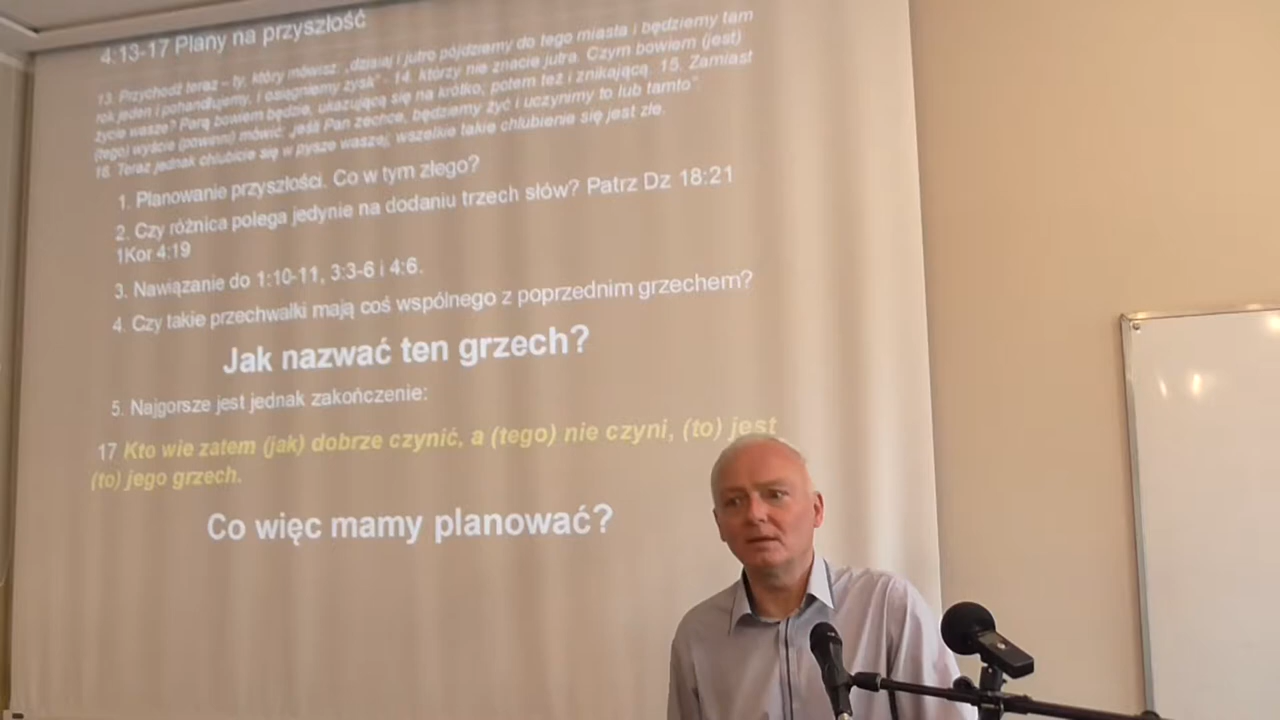 4:13-17 Plany na przyszłość
13. Przychodź teraz – ty, który mówisz: „dzisiaj i jutro pójdziemy do tego miasta i będziemy tam
rok jeden i pohandlujemy, i osiągniemy zysk" - 14. którzy nie znacie jutra. Czym bowiem (jest)
życie wasze? Parą bowiem będzie, ukazującą się na krótko, potem też i znikającą. 15. Zamiast
(tego) wyście (powinni) mówić: „jeśli Pan zechce, będziemy żyć i uczynimy to lub tamto".
16. Teraz jednak chlubicie się w pysze waszej, wszelkie takie chlubienie się jest złe.
1. Planowanie przyszłości. Co w tym złego?
2. Czy różnica polega jedynie na dodaniu trzech słów? Patrz Dz 18:21
1Kor 4:19
3. Nawiązanie do 1:10-11, 3:3-6 i 4:6.
4. Czy takie przechwałki mają coś wspólnego z poprzednim grzechem?
Jak nazwać ten grzech?
5. Najgorsze jest jednak zakończenie:
17 Kto wie zatem (jak) dobrze czynić, a (tego) nie czyni, (to) jest
(to) jego grzech.
Co więc mamy planować?